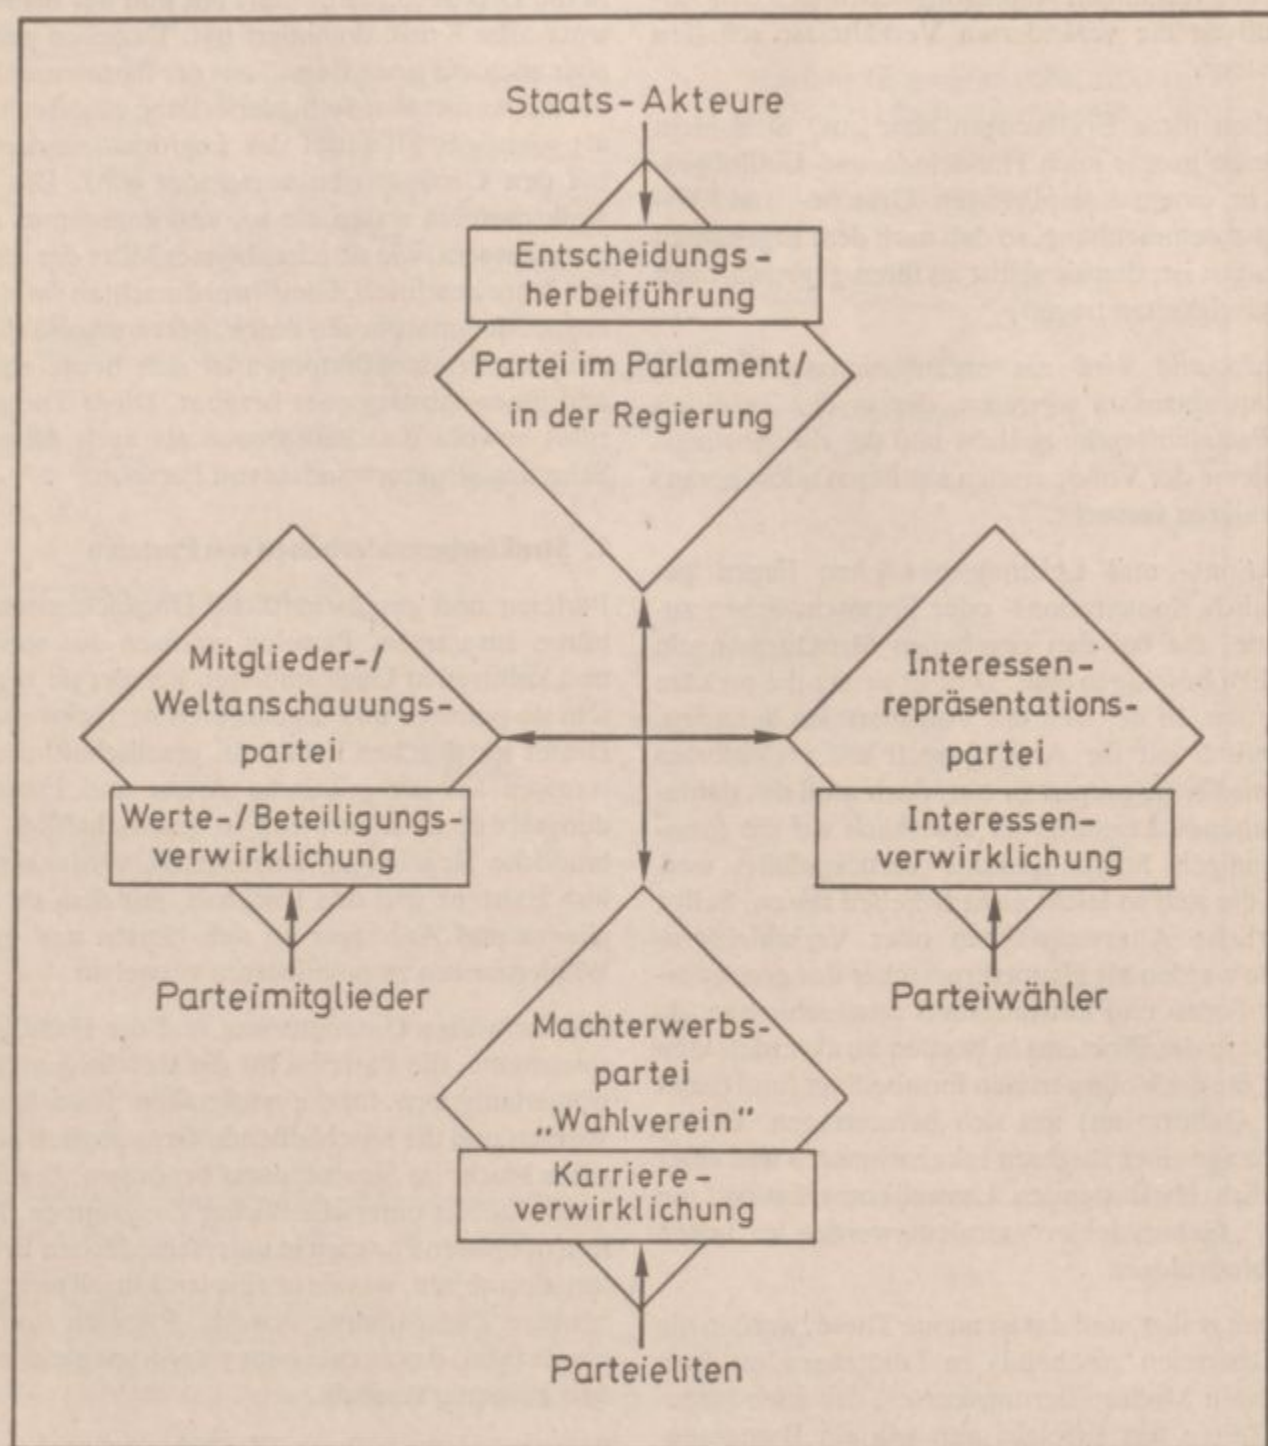 Staats-Akteure
Entscheidungs-
herbeiführung
Partei im Parlament/
in der Regierung
Mitglieder-/
Weltanschauungs-
partei
Werte-/Beteiligungs-
verwirklichung
Parteimitglieder
Interessen-
repräsentations-
partei
Interessen-
verwirklichung
Parteiwähler
Machterwerbs-
partei
„Wahlverein“
Karriere-
verwirklichung
Parteieliten